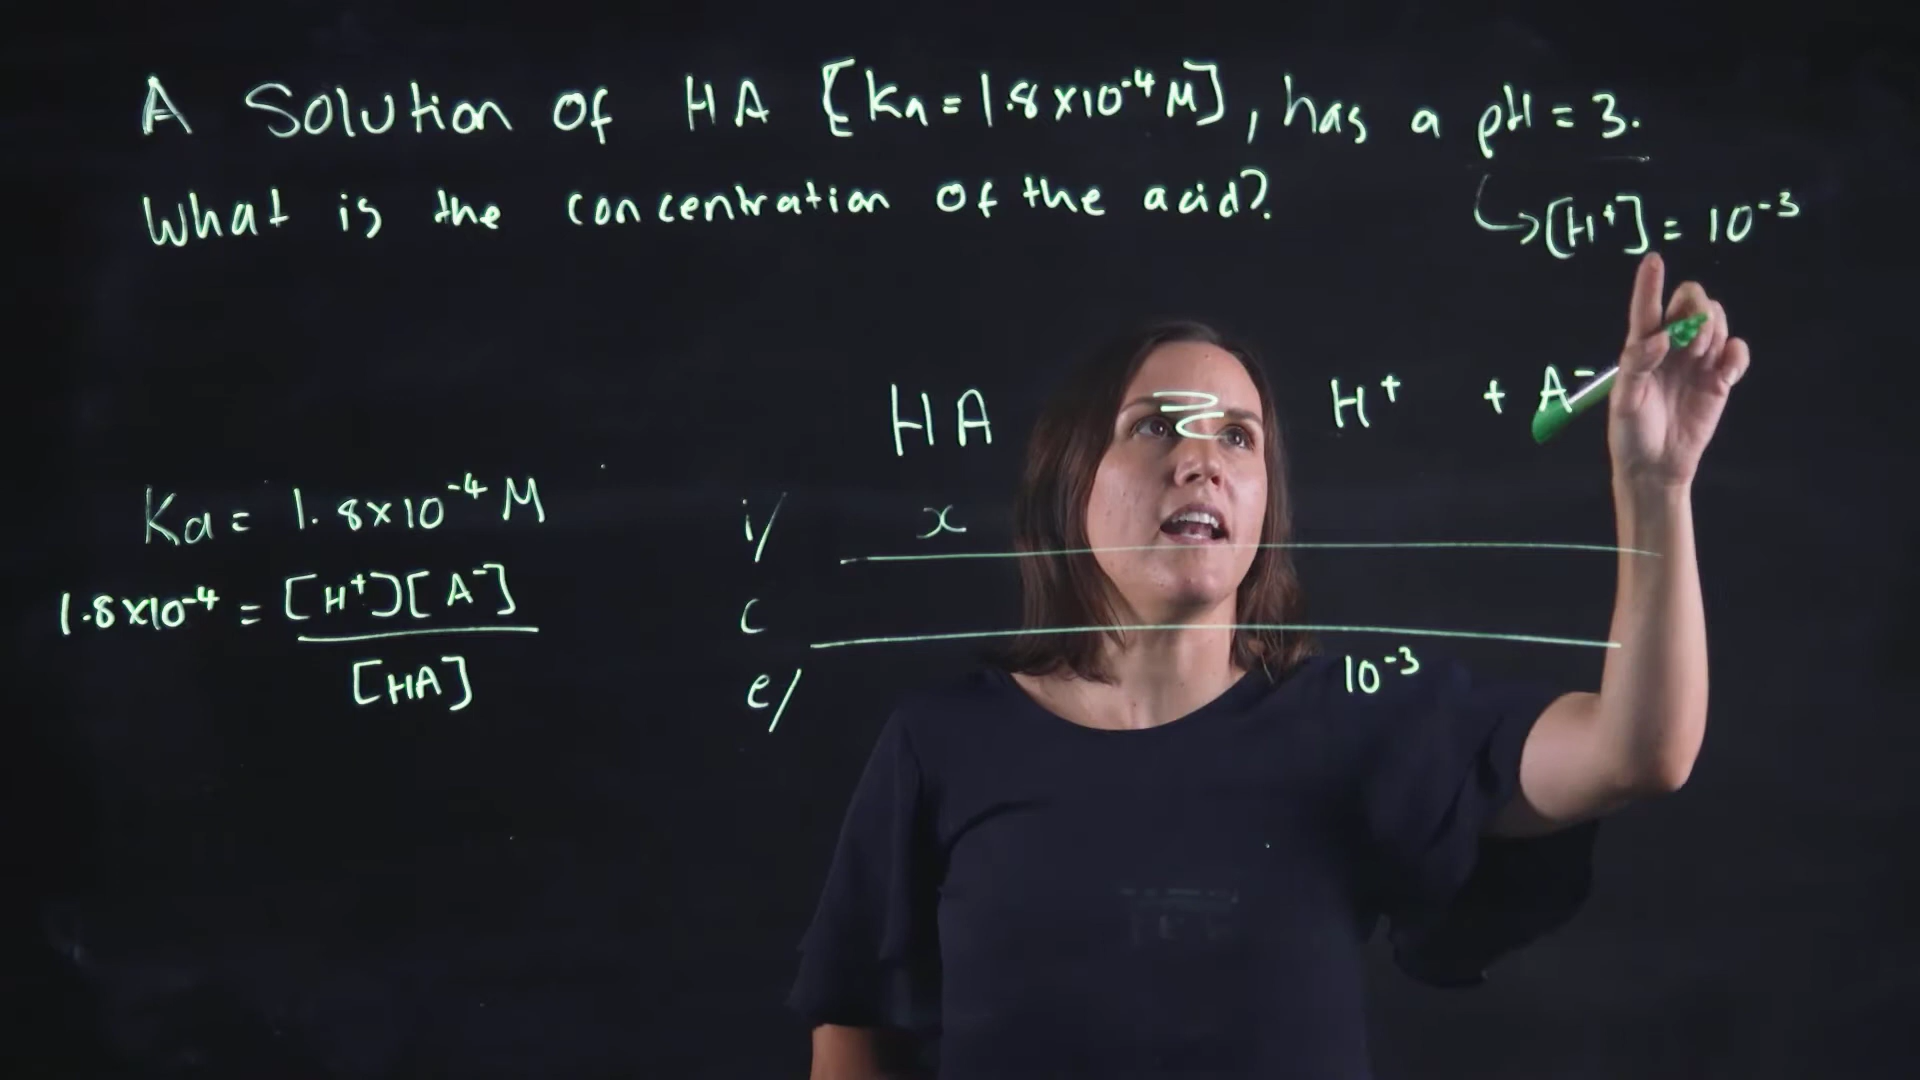 A Solution of HA [Ka = 1.8 x 10⁻⁴ M], has a pH = 3.
What is the concentration of the acid?
↳ [H⁺] = 10⁻³
HA ⇌ H⁺ + A⁻
Ka = 1.8 x 10⁻⁴ M
1.8 x 10⁻⁴ = [H⁺][A⁻]
[HA]
i/ x
c
e/ 10⁻³